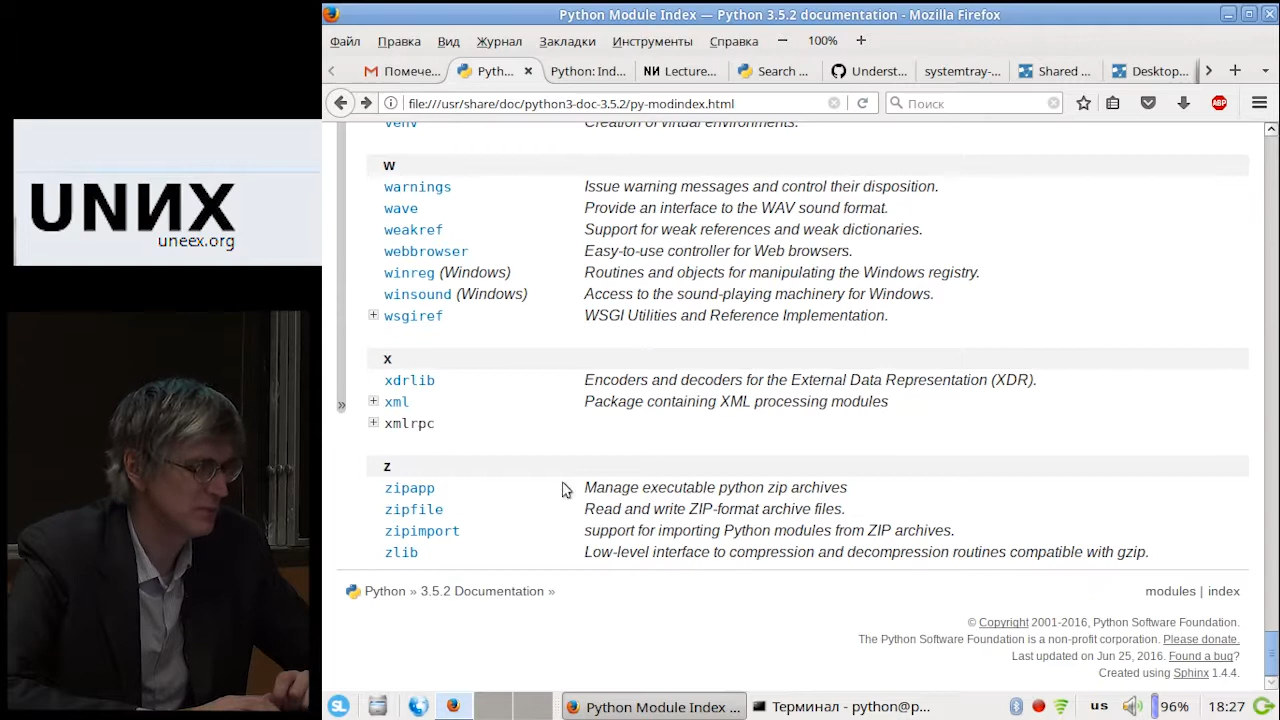 Python Module Index — Python 3.5.2 documentation - Mozilla Firefox
Файл Правка Вид Журнал Закладки Инструменты Справка − 100% +
Помече... Pyth... Python: Ind... NИ Lecture... Search ... Underst... systemtray-... Shared ... Desktop...
file:///usr/share/doc/python3-doc-3.5.2/py-modindex.html Поиск ABP
venv Creation of virtual environments.
w
warnings Issue warning messages and control their disposition.
wave Provide an interface to the WAV sound format.
weakref Support for weak references and weak dictionaries.
webbrowser Easy-to-use controller for Web browsers.
winreg (Windows) Routines and objects for manipulating the Windows registry.
winsound (Windows) Access to the sound-playing machinery for Windows.
wsgiref WSGI Utilities and Reference Implementation.
x
xdrlib Encoders and decoders for the External Data Representation (XDR).
xml Package containing XML processing modules
xmlrpc
z
zipapp Manage executable python zip archives
zipfile Read and write ZIP-format archive files.
zipimport support for importing Python modules from ZIP archives.
zlib Low-level interface to compression and decompression routines compatible with gzip.
Python » 3.5.2 Documentation » modules | index
© Copyright 2001-2016, Python Software Foundation.
The Python Software Foundation is a non-profit corporation. Please donate.
Last updated on Jun 25, 2016. Found a bug?
Created using Sphinx 1.4.4.
SL Python Module Index ... Терминал - python@p... us 96% 18:27
UNИX
uneex.org